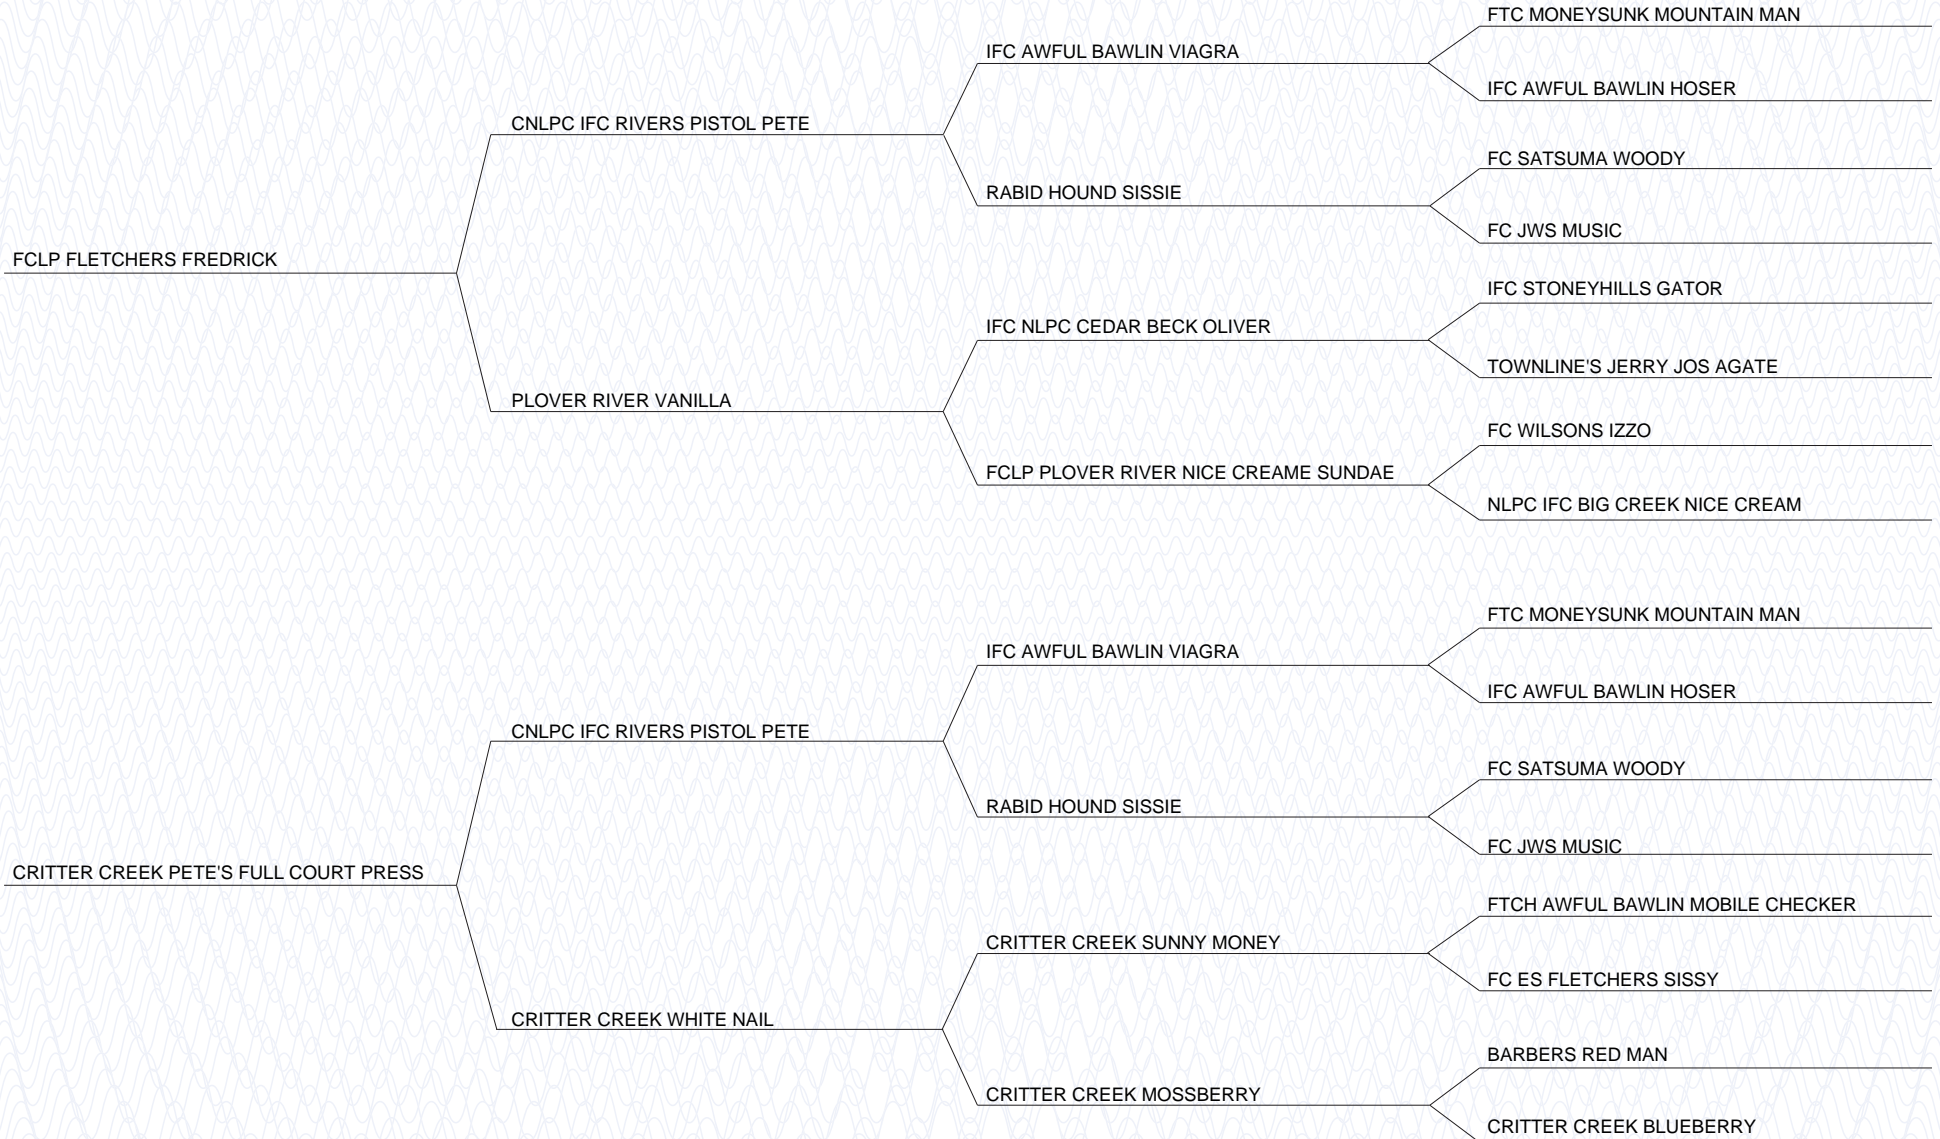 FTC MONEYSUNK MOUNTAIN MAN
IFC AWFUL BAWLIN VIAGRA
IFC AWFUL BAWLIN HOSER
CNLPC IFC RIVERS PISTOL PETE
FC SATSUMA WOODY
RABID HOUND SISSIE
FC JWS MUSIC
FCLP FLETCHERS FREDRICK
IFC STONEYHILLS GATOR
IFC NLPC CEDAR BECK OLIVER
TOWNLINE'S JERRY JOS AGATE
PLOVER RIVER VANILLA
FC WILSONS IZZO
FCLP PLOVER RIVER NICE CREAME SUNDAE
NLPC IFC BIG CREEK NICE CREAM
FTC MONEYSUNK MOUNTAIN MAN
IFC AWFUL BAWLIN VIAGRA
IFC AWFUL BAWLIN HOSER
CNLPC IFC RIVERS PISTOL PETE
FC SATSUMA WOODY
RABID HOUND SISSIE
FC JWS MUSIC
CRITTER CREEK PETE'S FULL COURT PRESS
FTCH AWFUL BAWLIN MOBILE CHECKER
CRITTER CREEK SUNNY MONEY
FC ES FLETCHERS SISSY
CRITTER CREEK WHITE NAIL
BARBERS RED MAN
CRITTER CREEK MOSSBERRY
CRITTER CREEK BLUEBERRY